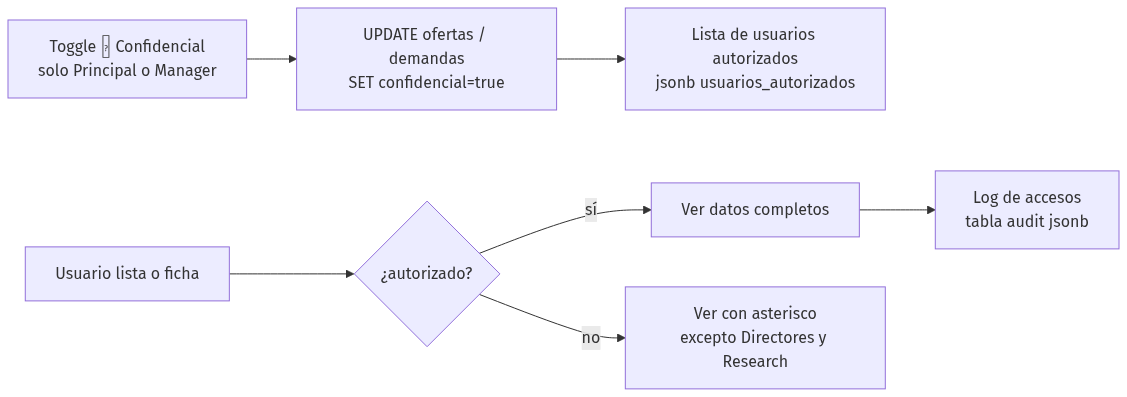 Toggle Confidencial
solo Principal o Manager
UPDATE ofertas /
demandas
SET confidencial=true
Lista de usuarios
autorizados
jsonb usuarios_autorizados
Usuario lista o ficha
¿autorizado?
sí
no
Ver datos completos
Log de accesos
tabla audit jsonb
Ver con asterisco
excepto Directores y
Research